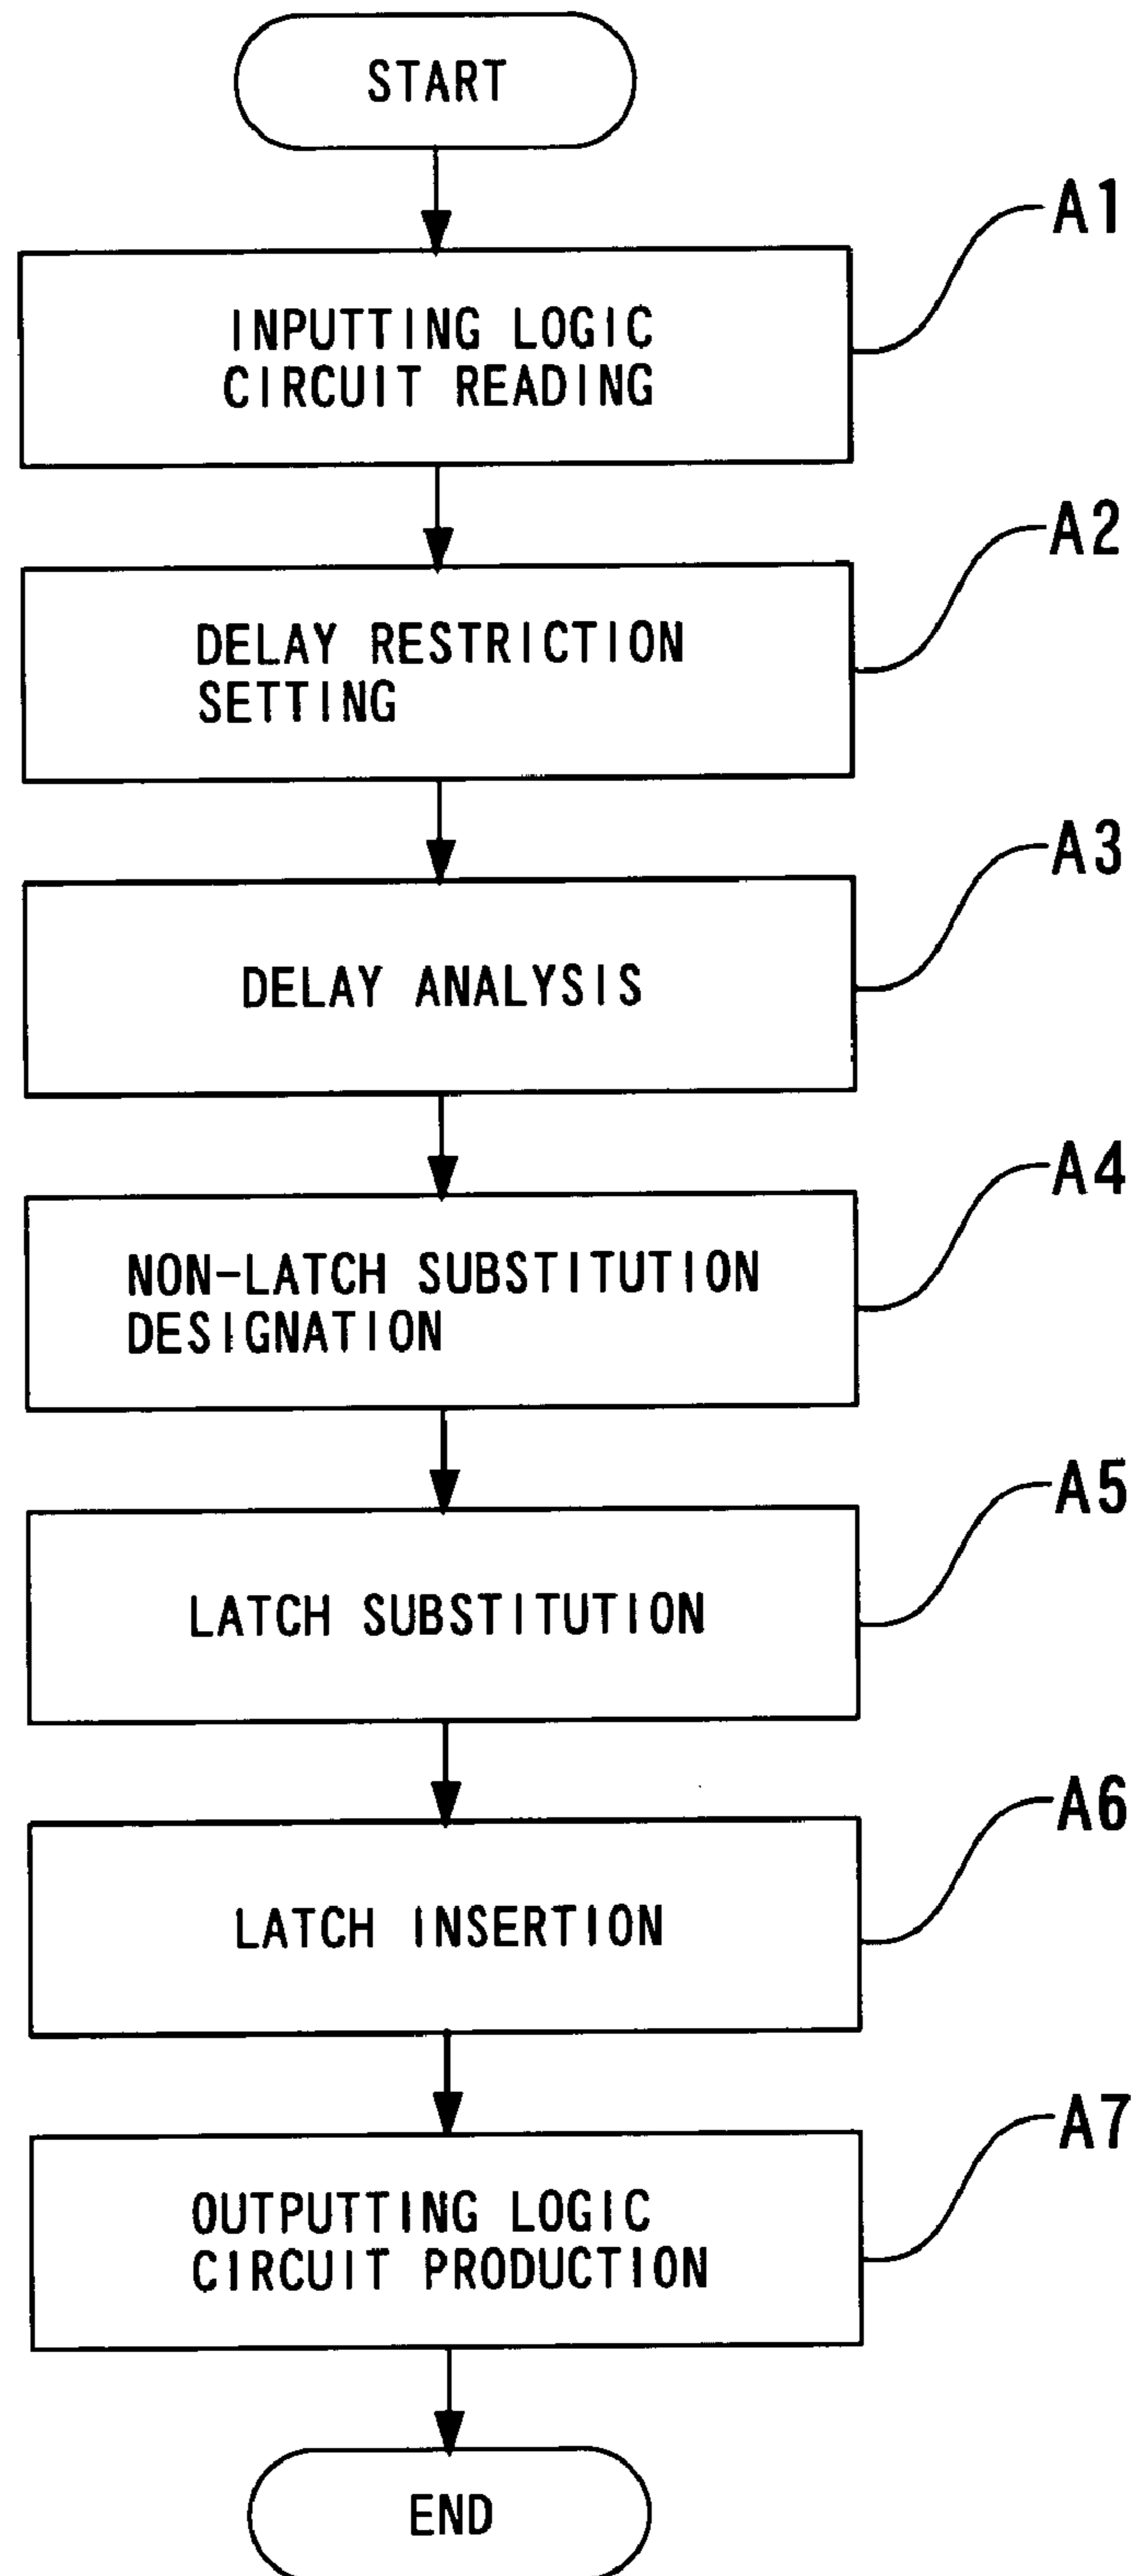 START
A1
INPUTTING LOGIC
CIRCUIT READING
A2
DELAY RESTRICTION
SETTING
A3
DELAY ANALYSIS
A4
NON-LATCH SUBSTITUTION
DESIGNATION
A5
LATCH SUBSTITUTION
A6
LATCH INSERTION
A7
OUTPUTTING LOGIC
CIRCUIT PRODUCTION
END